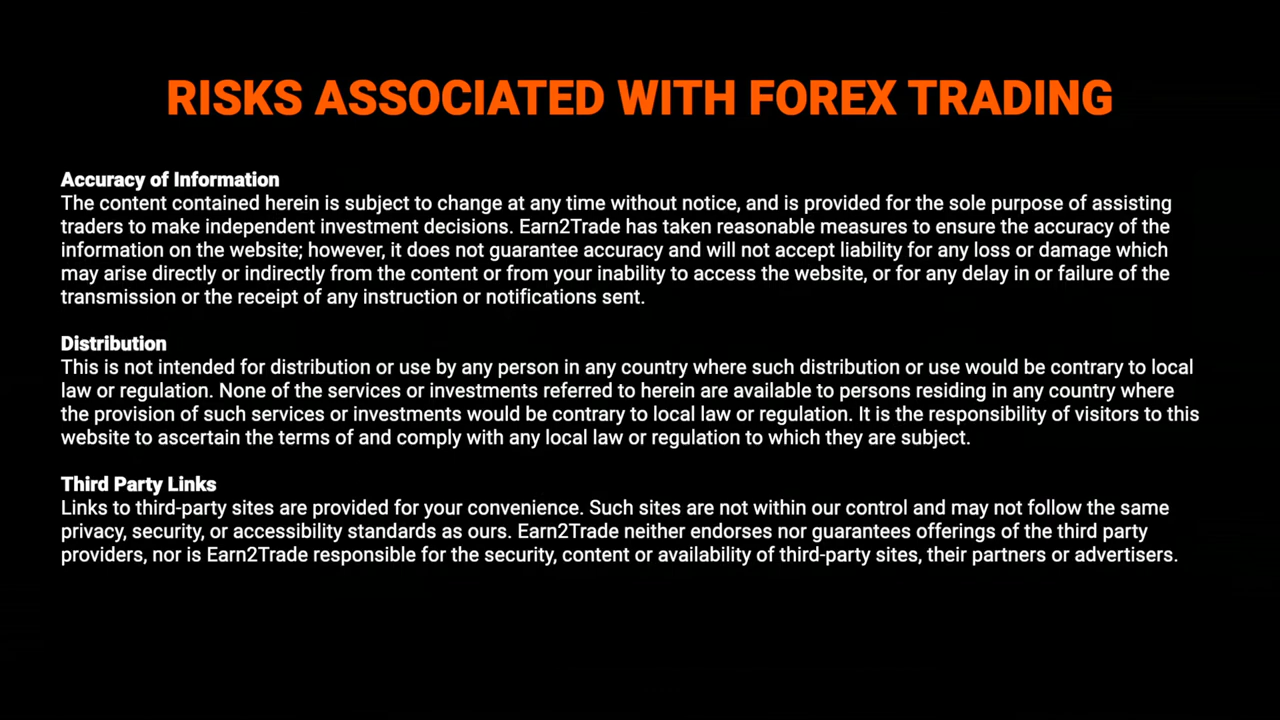 RISKS ASSOCIATED WITH FOREX TRADING
Accuracy of Information
The content contained herein is subject to change at any time without notice, and is provided for the sole purpose of assisting
traders to make independent investment decisions. Earn2Trade has taken reasonable measures to ensure the accuracy of the
information on the website; however, it does not guarantee accuracy and will not accept liability for any loss or damage which
may arise directly or indirectly from the content or from your inability to access the website, or for any delay in or failure of the
transmission or the receipt of any instruction or notifications sent.
Distribution
This is not intended for distribution or use by any person in any country where such distribution or use would be contrary to local
law or regulation. None of the services or investments referred to herein are available to persons residing in any country where
the provision of such services or investments would be contrary to local law or regulation. It is the responsibility of visitors to this
website to ascertain the terms of and comply with any local law or regulation to which they are subject.
Third Party Links
Links to third-party sites are provided for your convenience. Such sites are not within our control and may not follow the same
privacy, security, or accessibility standards as ours. Earn2Trade neither endorses nor guarantees offerings of the third party
providers, nor is Earn2Trade responsible for the security, content or availability of third-party sites, their partners or advertisers.